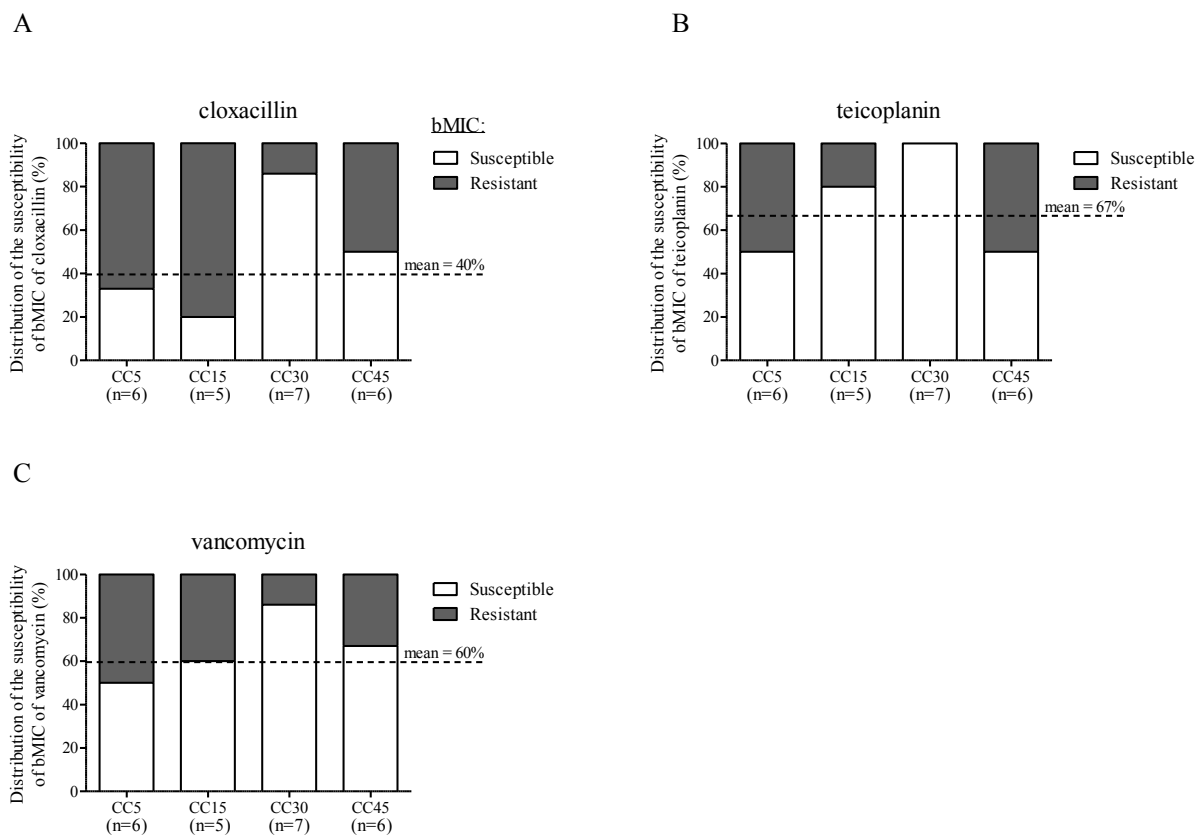 A
cloxacillin
Distribution of the susceptibility
of bMIC of cloxacillin (%)
100
80
60
40
20
0
bMIC:
Susceptible
Resistant
mean = 40%
CC5 CC15 CC30 CC45
(n=6) (n=5) (n=7) (n=6)
B
teicoplanin
Distribution of the susceptibility
of bMIC of teicoplanin (%)
100
80
60
40
20
0
Susceptible
Resistant
mean = 67%
CC5 CC15 CC30 CC45
(n=6) (n=5) (n=7) (n=6)
C
vancomycin
Distribution of the susceptibility
of bMIC of vancomycin (%)
100
80
60
40
20
0
Susceptible
Resistant
mean = 60%
CC5 CC15 CC30 CC45
(n=6) (n=5) (n=7) (n=6)